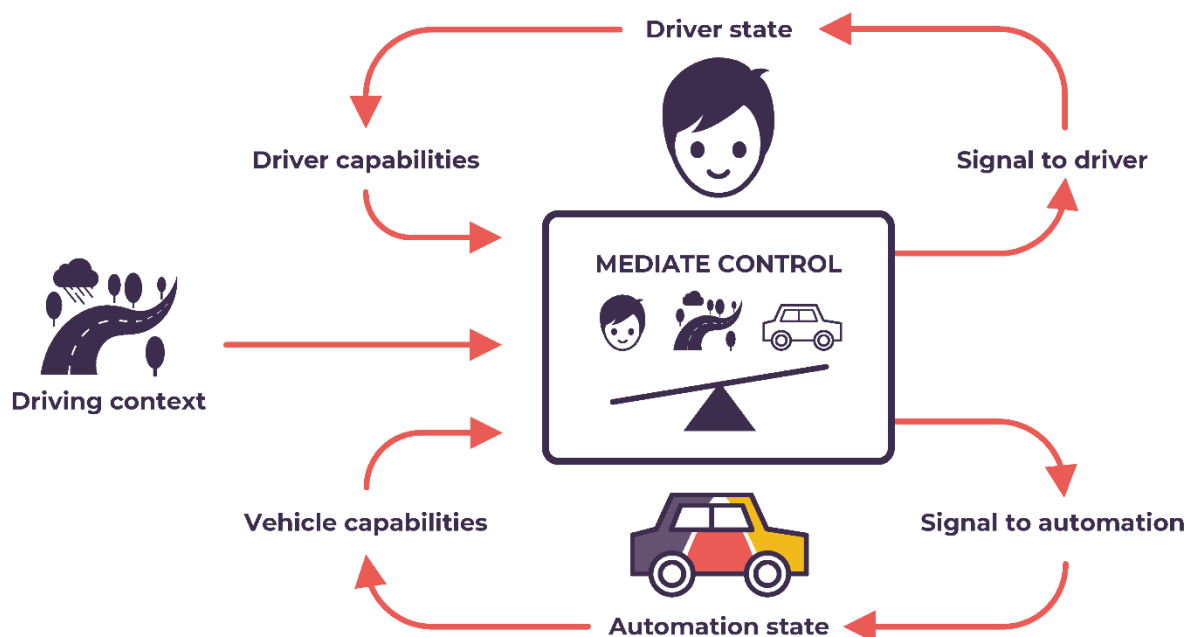 Driver state
Driver capabilities
Signal to driver
MEDIATE CONTROL
Driving context
Vehicle capabilities
Signal to automation
Automation state